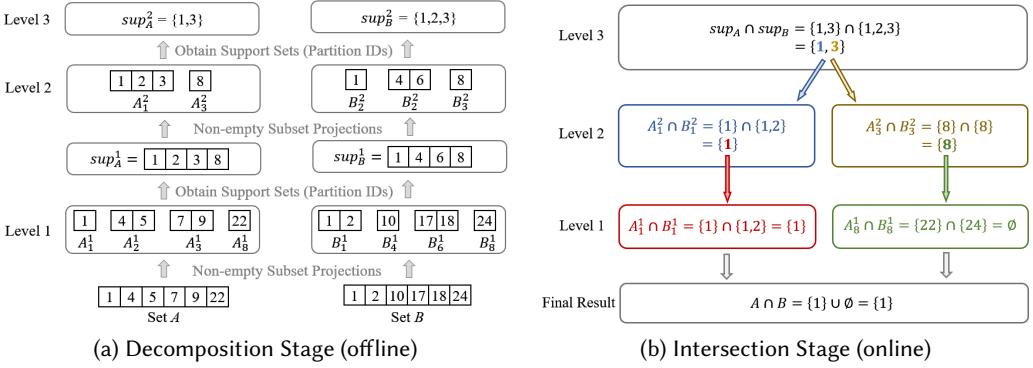 Level 3
sup²_A = {1,3}
sup²_B = {1,2,3}
Obtain Support Sets (Partition IDs)
Level 2
1 2 3 8
A²_1 A²_3
1 4 6 8
B²_2 B²_2 B²_3
Non-empty Subset Projections
sup¹_A = 1 2 3 8
sup¹_B = 1 4 6 8
Obtain Support Sets (Partition IDs)
Level 1
1 4 5 7 9 22
A¹_1 A¹_2 A¹_3 A¹_8
1 2 10 17 18 24
B¹_1 B¹_4 B¹_6 B¹_8
Non-empty Subset Projections
1 4 5 7 9 22
Set A
1 2 10 17 18 24
Set B
(a) Decomposition Stage (offline)
Level 3
sup_A ∩ sup_B = {1,3} ∩ {1,2,3}
= {1, 3}
Level 2
A²_1 ∩ B²_1 = {1} ∩ {1,2}
= {1}
A²_3 ∩ B²_3 = {8} ∩ {8}
= {8}
Level 1
A¹_1 ∩ B¹_1 = {1} ∩ {1,2} = {1}
A¹_8 ∩ B¹_8 = {22} ∩ {24} = ∅
Final Result
A ∩ B = {1} ∪ ∅ = {1}
(b) Intersection Stage (online)